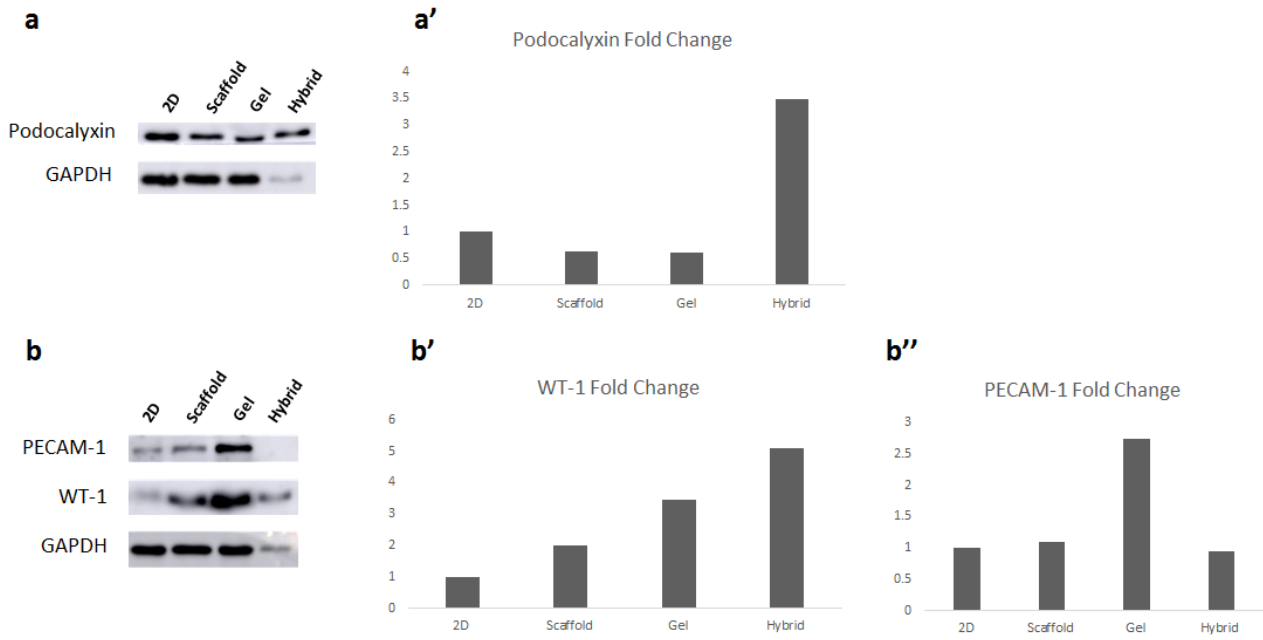 a
2D Scaffold Gel Hybrid
Podocalyxin
GAPDH
a’
Podocalyxin Fold Change
4
3.5
3
2.5
2
1.5
1
0.5
0
2D Scaffold Gel Hybrid
b
2D Scaffold Gel Hybrid
PECAM-1
WT-1
GAPDH
b’
WT-1 Fold Change
6
5
4
3
2
1
0
2D Scaffold Gel Hybrid
b’’
PECAM-1 Fold Change
3
2.5
2
1.5
1
0.5
0
2D Scaffold Gel Hybrid